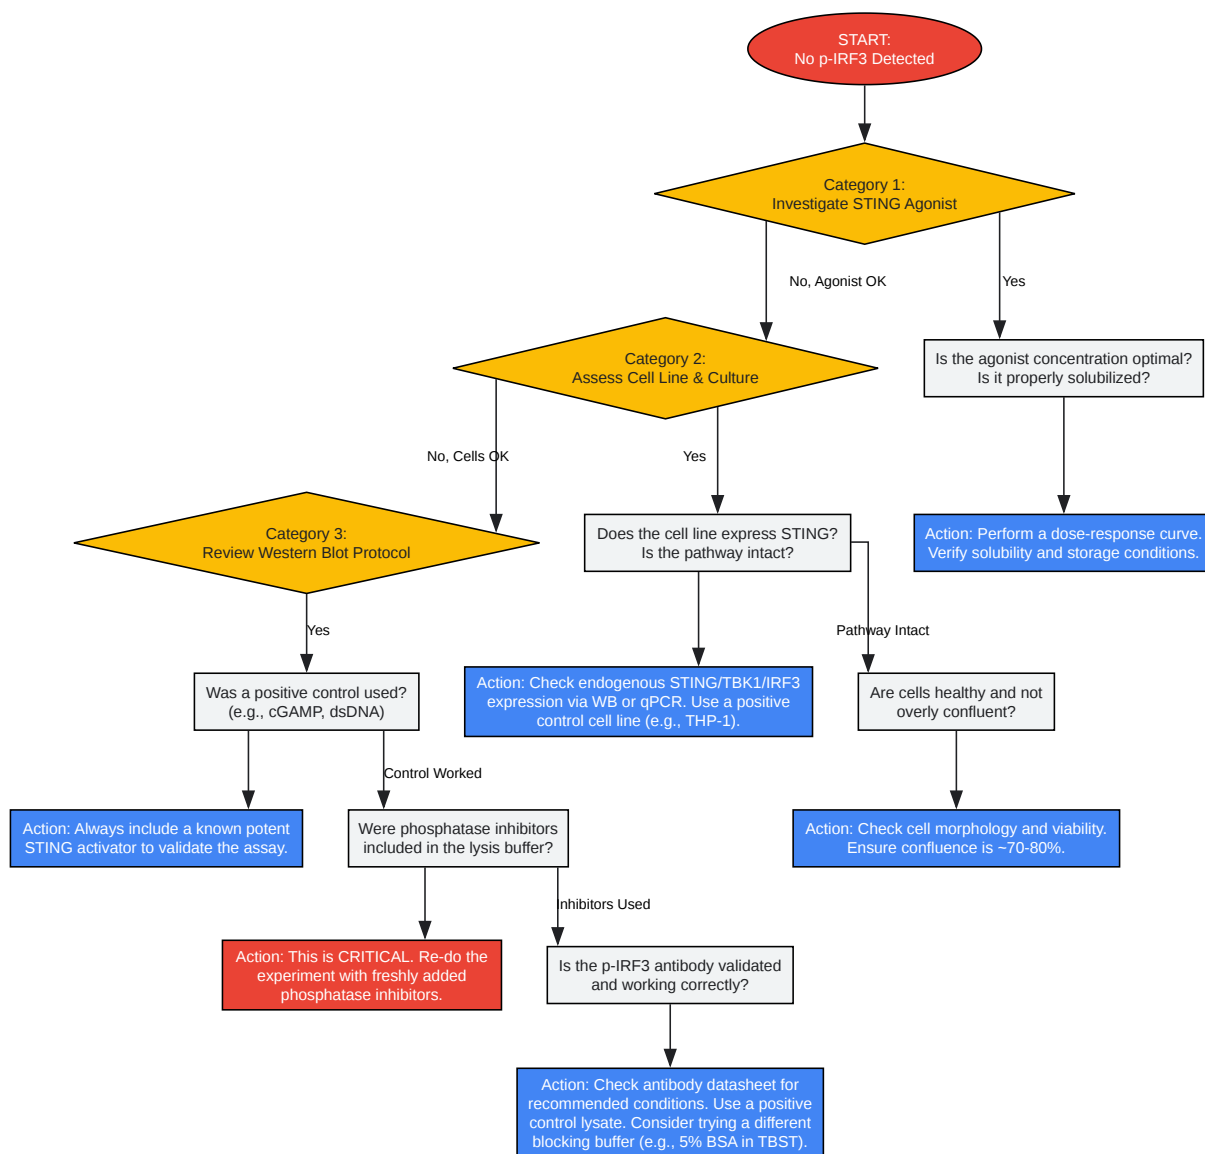 START:
No p-IRF3 Detected
Category 1:
Investigate STING Agonist
No, Agonist OK
Yes
Category 2:
Assess Cell Line & Culture
Is the agonist concentration optimal?
Is it properly solubilized?
No, Cells OK
Yes
Category 3:
Review Western Blot Protocol
Does the cell line express STING?
Is the pathway intact?
Action: Perform a dose-response curve.
Verify solubility and storage conditions.
Yes
Pathway Intact
Was a positive control used?
(e.g., cGAMP, dsDNA)
Action: Check endogenous STING/TBK1/IRF3
expression via WB or qPCR. Use a positive
control cell line (e.g., THP-1).
Are cells healthy and not
overly confluent?
Control Worked
Action: Always include a known potent
STING activator to validate the assay.
Were phosphatase inhibitors
included in the lysis buffer?
Action: Check cell morphology and viability.
Ensure confluence is ~70-80%.
Inhibitors Used
Action: This is CRITICAL. Re-do the
experiment with freshly added
phosphatase inhibitors.
Is the p-IRF3 antibody validated
and working correctly?
Action: Check antibody datasheet for
recommended conditions. Use a positive
control lysate. Consider trying a different
blocking buffer (e.g., 5% BSA in TBST).